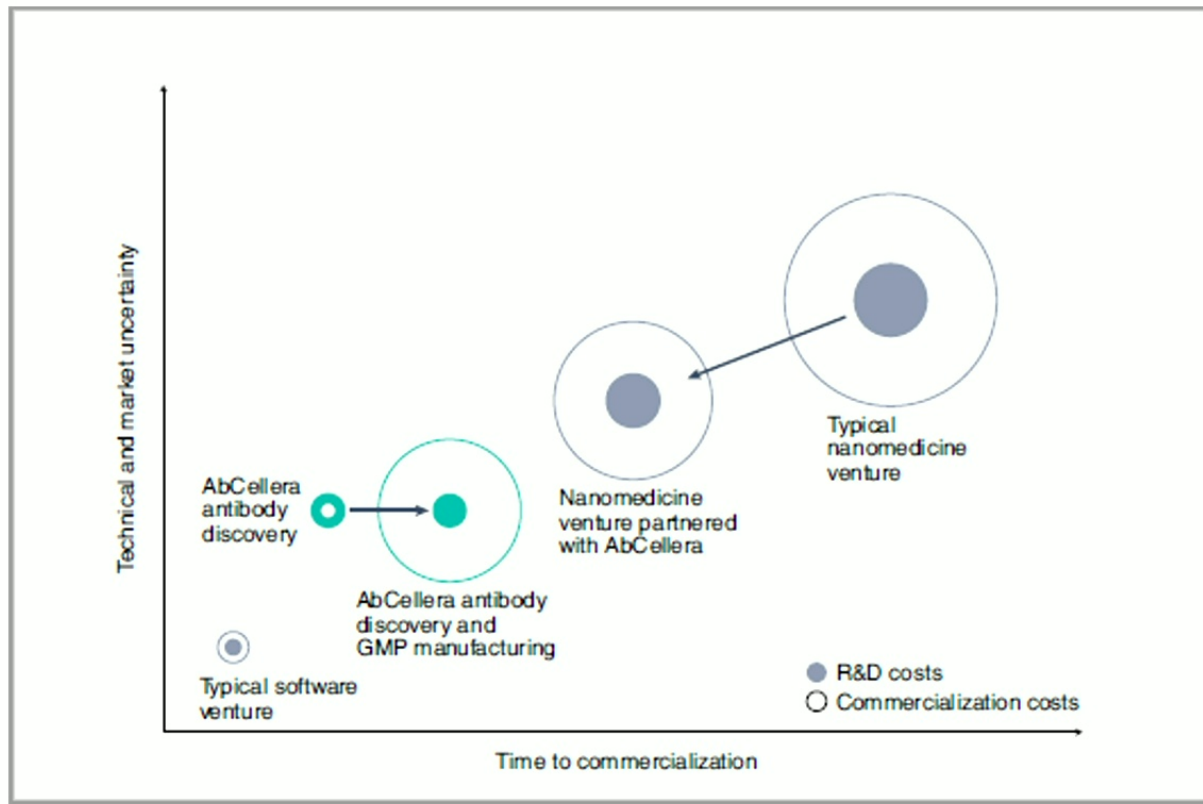 Technical and market uncertainty
AbCellera
antibody
discovery
AbCellera antibody
discovery and
GMP manufacturing
Typical software
venture
Nanomedicine
venture partnered
with AbCellera
Typical
nanomedicine
venture
R&D costs
Commercialization costs
Time to commercialization